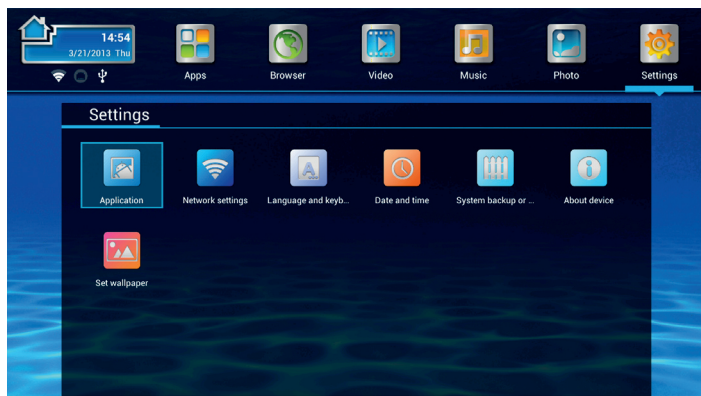 14:54
3/21/2013 Thu
Apps
Browser
Video
Music
Photo
Settings
Settings
Application
Network settings
Language and keyb...
Date and time
System backup or ...
About device
A
Set wallpaper